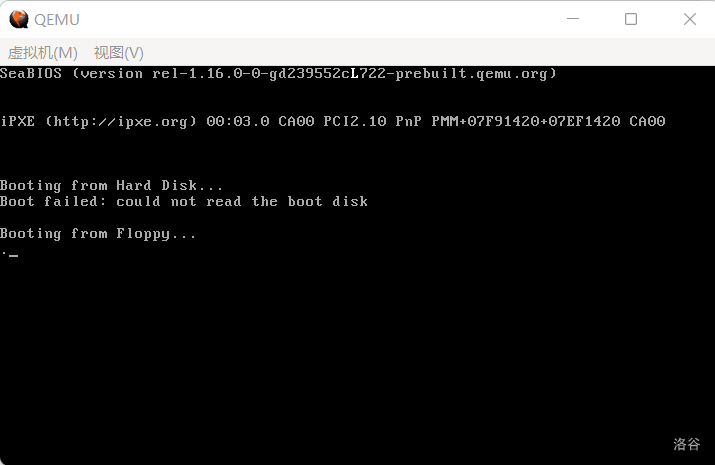 QEMU
虚拟机(M) 视图(V)
SeaBIOS (version rel-1.16.0-0-gd239552cL722-prebuilt.qemu.org)
iPXE (http://ipxe.org) 00:03.0 CA00 PCI2.10 PnP PMM+07F91420+07EF1420 CA00
Booting from Hard Disk...
Boot failed: could not read the boot disk
Booting from Floppy...
._
洛谷